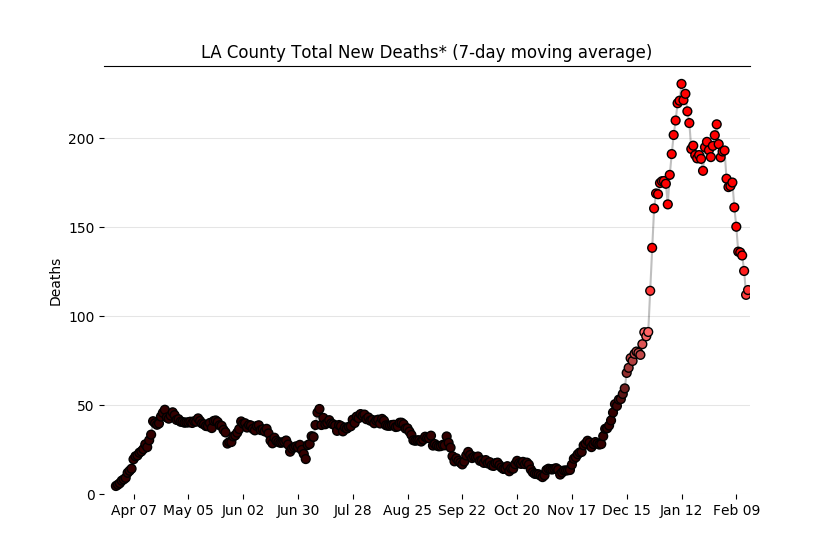 LA County Total New Deaths* (7-day moving average)
Deaths
200
150
100
50
0
Apr 07 May 05 Jun 02 Jun 30 Jul 28 Aug 25 Sep 22 Oct 20 Nov 17 Dec 15 Jan 12 Feb 09